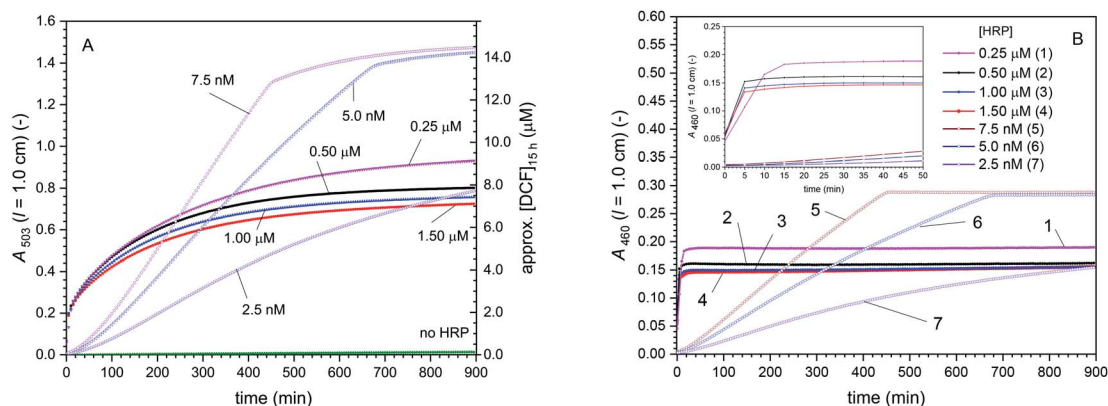 A
1.6
1.4
1.2
1.0
0.8
0.6
0.4
0.2
0.0
A 503 (l = 1.0 cm) (-)
7.5 nM
5.0 nM
0.25 μM
0.50 μM
1.00 μM
1.50 μM
2.5 nM
no HRP
14.0
12.0
10.0
8.0
6.0
4.0
2.0
0.0
approx. [DCF]15 h (μM)
0 100 200 300 400 500 600 700 800 900
time (min)
B
0.60
0.55
0.50
0.45
0.40
0.35
0.30
0.25
0.20
0.15
0.10
0.05
0.00
A 460 (l = 1.0 cm) (-)
0.25
0.20
0.15
0.10
0.05
0.00
A 460 (l = 1.0 cm) (-)
0 5 10 15 20 25 30 35 40 45 50
time (min)
[HRP]
0.25 μM (1)
0.50 μM (2)
1.00 μM (3)
1.50 μM (4)
7.5 nM (5)
5.0 nM (6)
2.5 nM (7)
5
6
1
2
3
4
7
0 100 200 300 400 500 600 700 800 900
time (min)